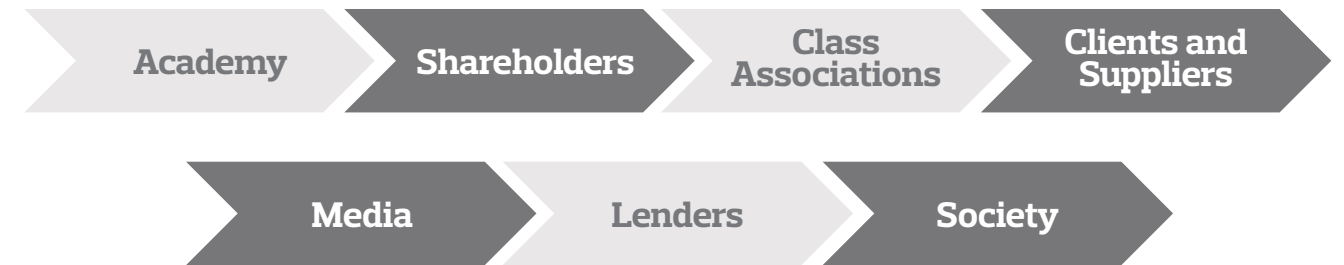 Academy
Shareholders
Class
Associations
Clients and
Suppliers
Media
Lenders
Society